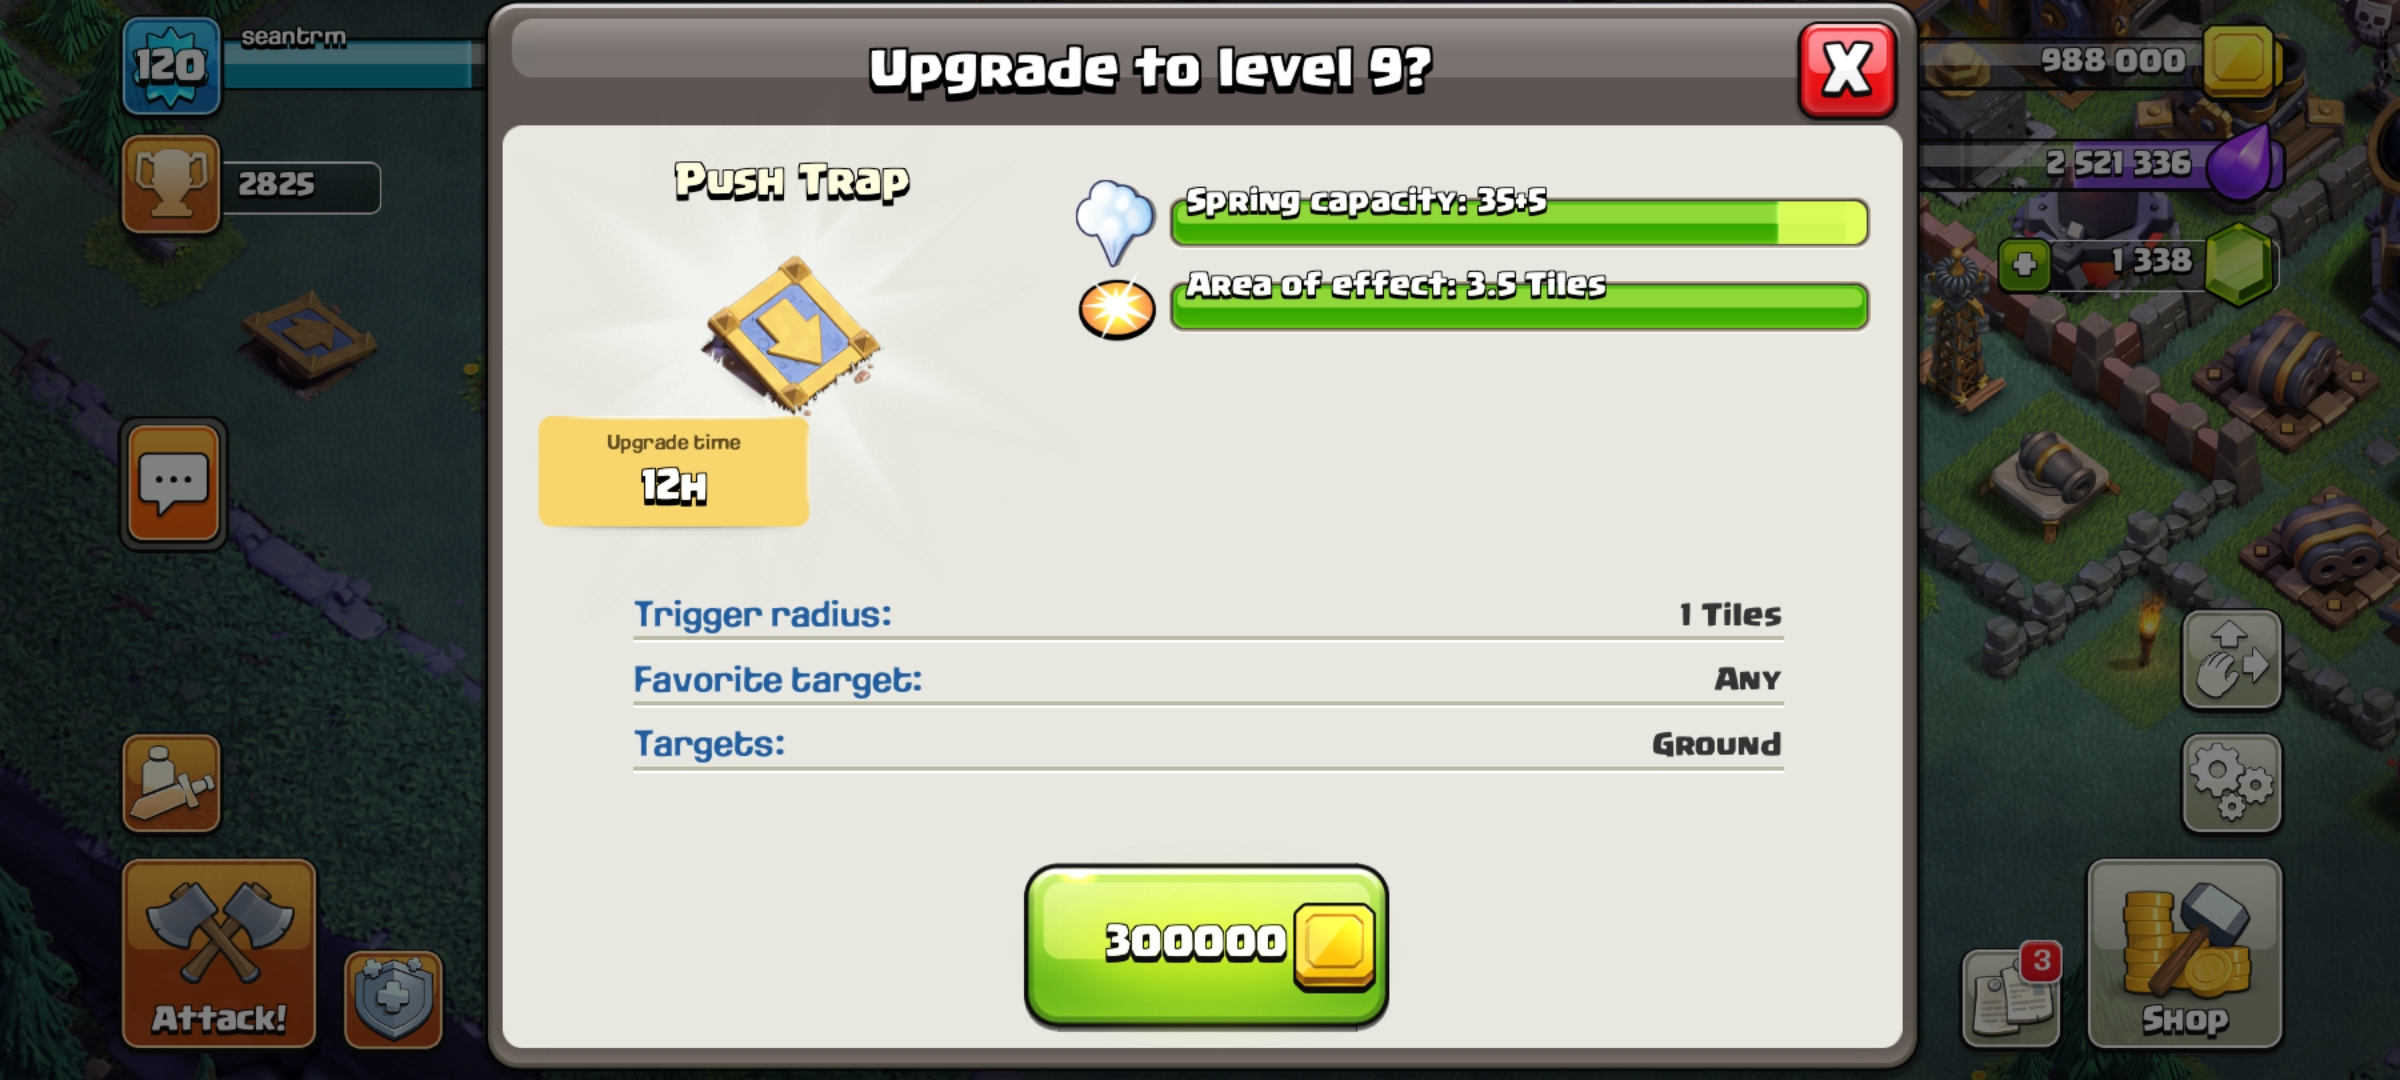 120
seantrm
2825
Upgrade to level 9?
X
988 000
2 521 336
1 338
Push Trap
Spring capacity: 35+5
Area of effect: 3.5 Tiles
Upgrade time
12H
Trigger radius: 1 Tiles
Favorite target: Any
Targets: Ground
300000
Attack!
3
Shop